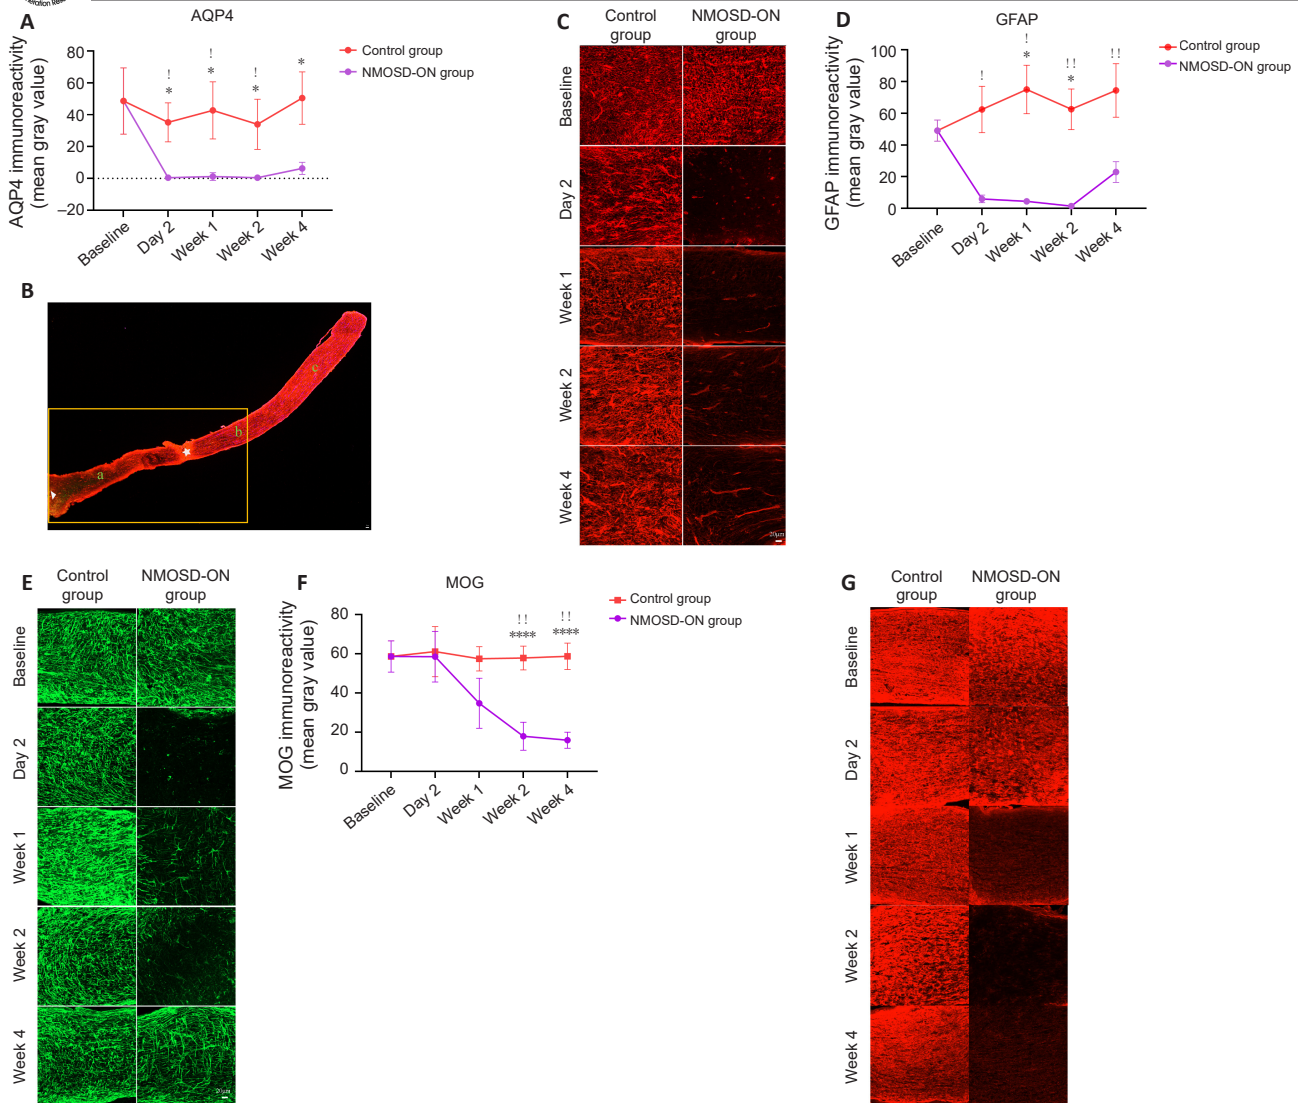 neration Res
A
AQP4
AQP4 immunoreactivity
(mean gray value)
80
60
40
20
0
–20
! ! !
* * * *
Baseline
Day 2
Week 1
Week 2
Week 4
Control group
NMOSD-ON group
B
a
b
c
C
Control
group
NMOSD-ON
group
Baseline
Day 2
Week 1
Week 2
Week 4
20μm
D
GFAP
GFAP immunoreactivity
(mean gray value)
100
80
60
40
20
0
! ! !! !!
* *
Baseline
Day 2
Week 1
Week 2
Week 4
Control group
NMOSD-ON group
E
Control
group
NMOSD-ON
group
Baseline
Day 2
Week 1
Week 2
Week 4
20μm
F
MOG
MOG immunoreactivity
(mean gray value)
80
60
40
20
0
!! !!
**** ****
Baseline
Day 2
Week 1
Week 2
Week 4
Control group
NMOSD-ON group
G
Control
group
NMOSD-ON
group
Baseline
Day 2
Week 1
Week 2
Week 4